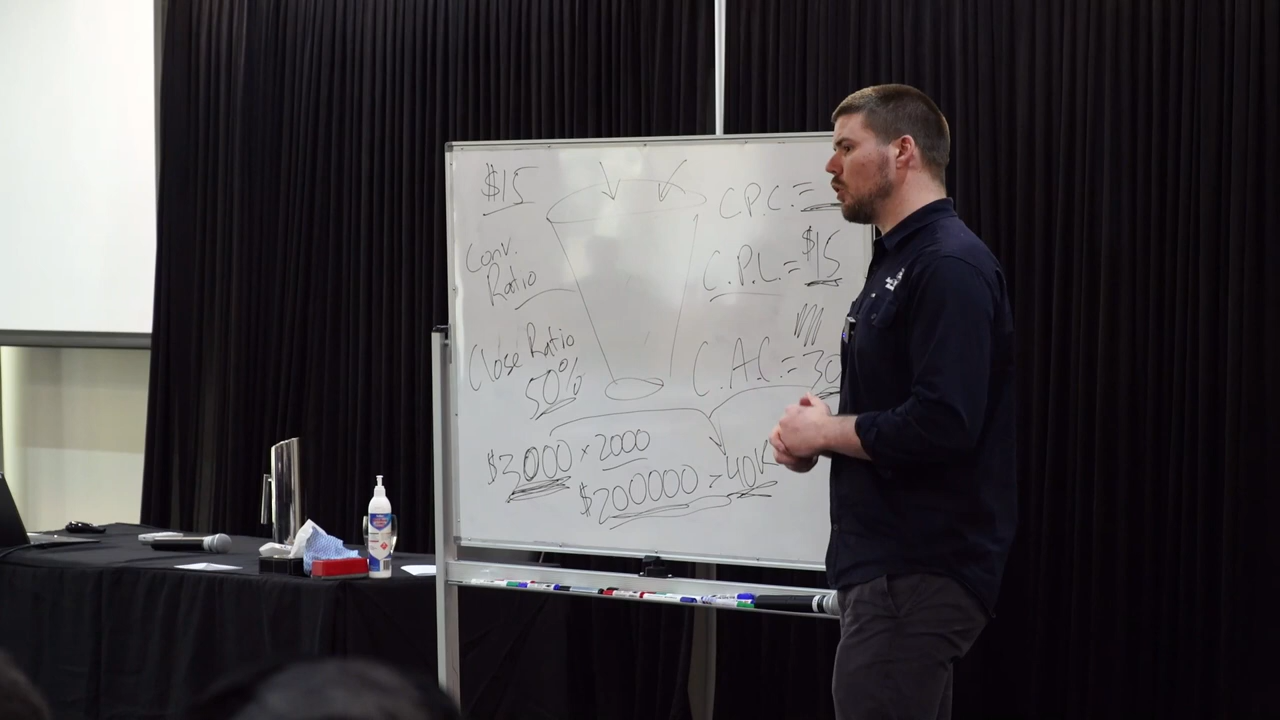 $15
C.P.C. =
Conv.
Ratio
C.P.L. = $15
Close Ratio
50%
C.A.C. = 30
$3000 × 2000
$200000 > 40K